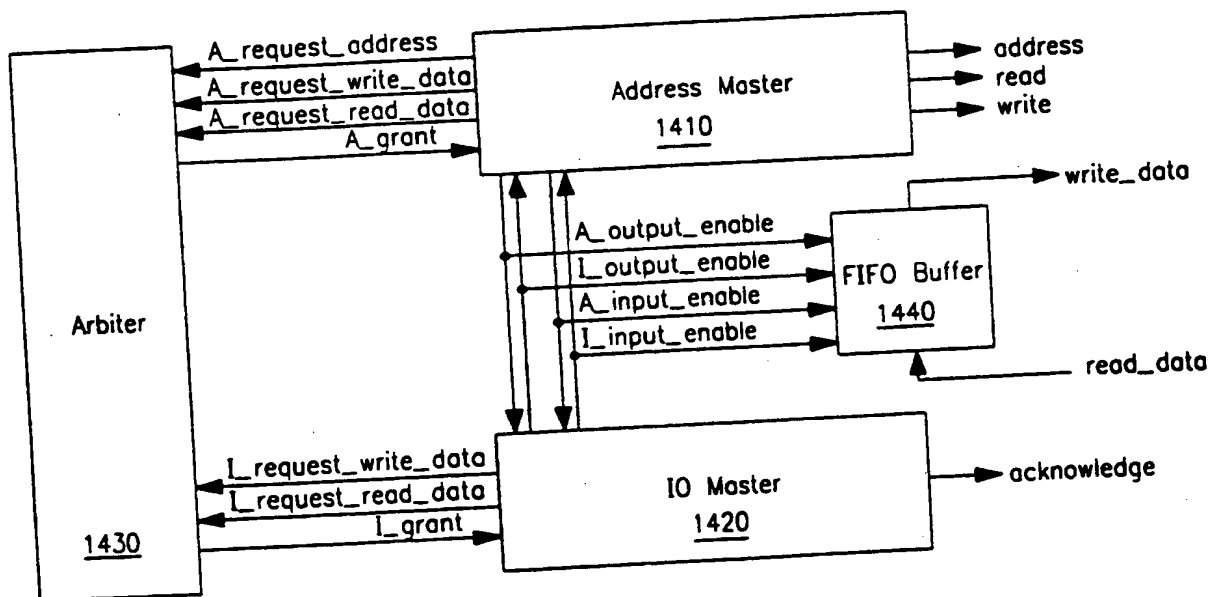 A_request_address
A_request_write_data
A_request_read_data
A_grant
Address Master
1410
address
read
write
write_data
A_output_enable
I_output_enable
A_input_enable
I_input_enable
FIFO Buffer
1440
read_data
Arbiter
1430
I_request_write_data
I_request_read_data
I_grant
IO Master
1420
acknowledge